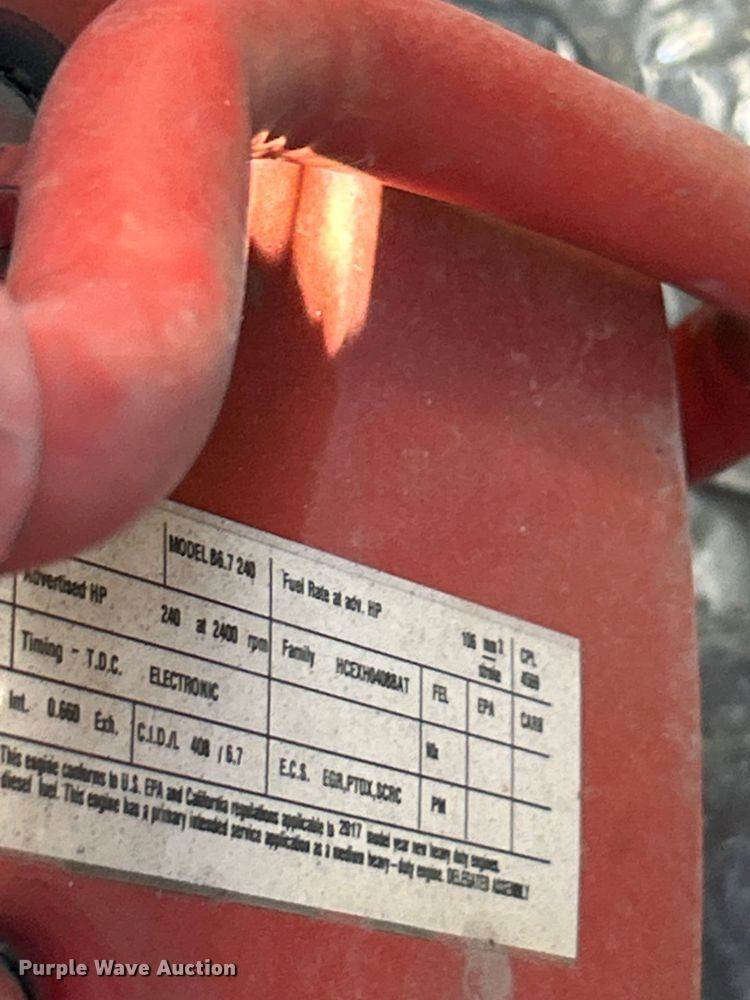 MODEL B6.7 240
Fuel Rate at adv. HP
106 mm3
stroke
CPL
4569
Advertised HP
240 at 2400 rpm
Family HCEXH0408BAT
FEL
EPA
CARB
Timing - T.D.C. ELECTRONIC
NOx
Int. 0.660 Exh.
C.I.D./L 408 / 6.7
E.C.S. EGR,PTOX,SCRC
PM
This engine conforms to U.S. EPA and California regulations applicable to 2017 model year new heavy duty engines.
diesel fuel. This engine has a primary intended service application as a medium heavy-duty engine. DELEGATED ASSEMBLY
Purple Wave Auction